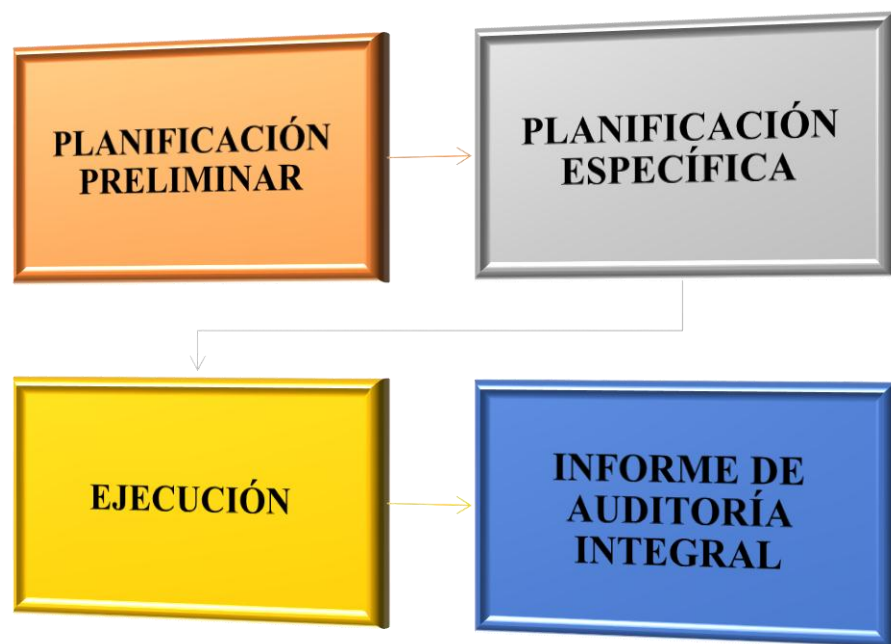 PLANIFICACIÓN
PRELIMINAR
PLANIFICACIÓN
ESPECÍFICA
EJECUCIÓN
INFORME DE
AUDITORÍA
INTEGRAL